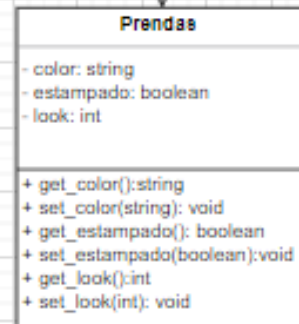 Prendas
- color: string
- estampado: boolean
- look: int
+ get_color():string
+ set_color(string): void
+ get_estampado(): boolean
+ set_estampado(boolean):void
+ get_look():int
+ set_look(int): void